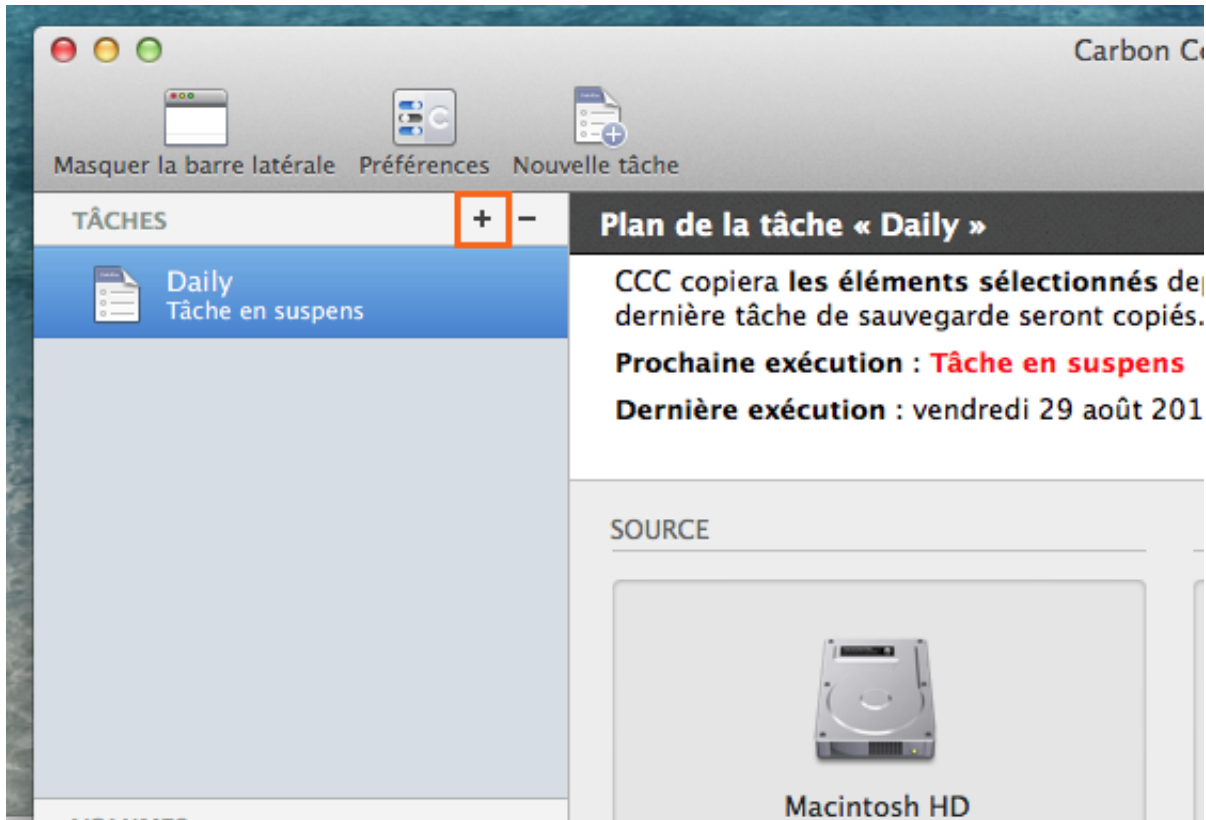 Carbon
Masquer la barre latérale Préférences Nouvelle tâche
TÂCHES + −
Plan de la tâche « Daily »
Daily
Tâche en suspens
CCC copiera les éléments sélectionnés
dernière tâche de sauvegarde seront copiés.
Prochaine exécution : Tâche en suspens
Dernière exécution : vendredi 29 août 201
SOURCE
Macintosh HD